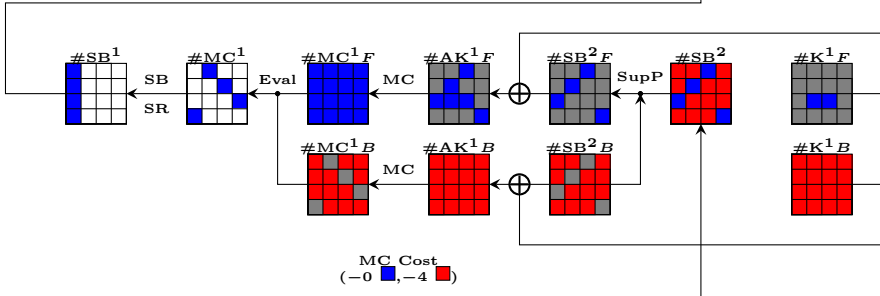 #SB¹ #MC¹ #MC¹F #AK¹F #SB²F #SB² #K¹F
SB Eval MC SupP
SR
#MC¹B #AK¹B #SB²B #K¹B
MC
MC Cost
(−0 ,−4 )